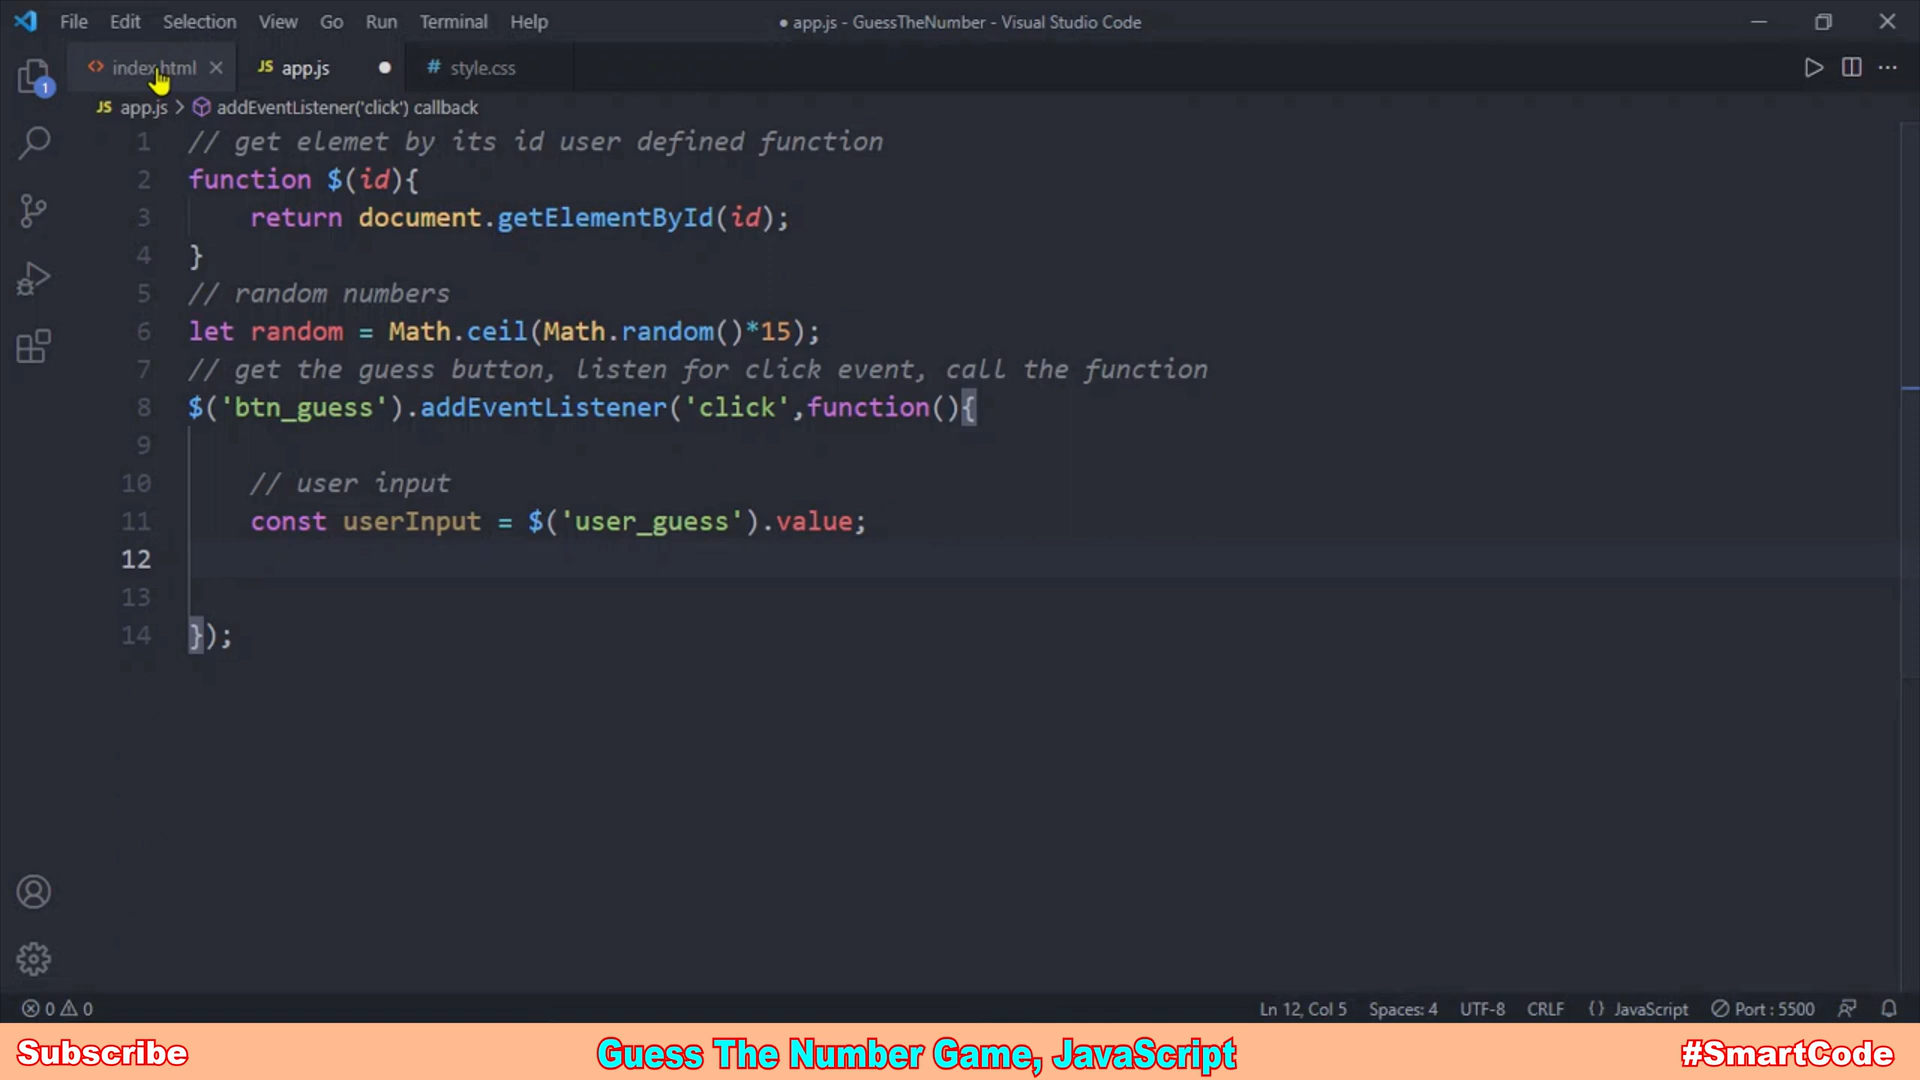 File Edit Selection View Go Run Terminal Help
● app.js - GuessTheNumber - Visual Studio Code
index.html
JS app.js
# style.css
1
JS app.js > addEventListener('click') callback
1 // get elemet by its id user defined function
2 function $(id){
3 return document.getElementById(id);
4 }
5 // random numbers
6 let random = Math.ceil(Math.random()*15);
7 // get the guess button, listen for click event, call the function
8 $('btn_guess').addEventListener('click',function(){
9
10 // user input
11 const userInput = $('user_guess').value;
12
13
14 });
0 0
Ln 12, Col 5 Spaces: 4 UTF-8 CRLF {} JavaScript Port : 5500
Subscribe
Guess The Number Game, JavaScript
#SmartCode